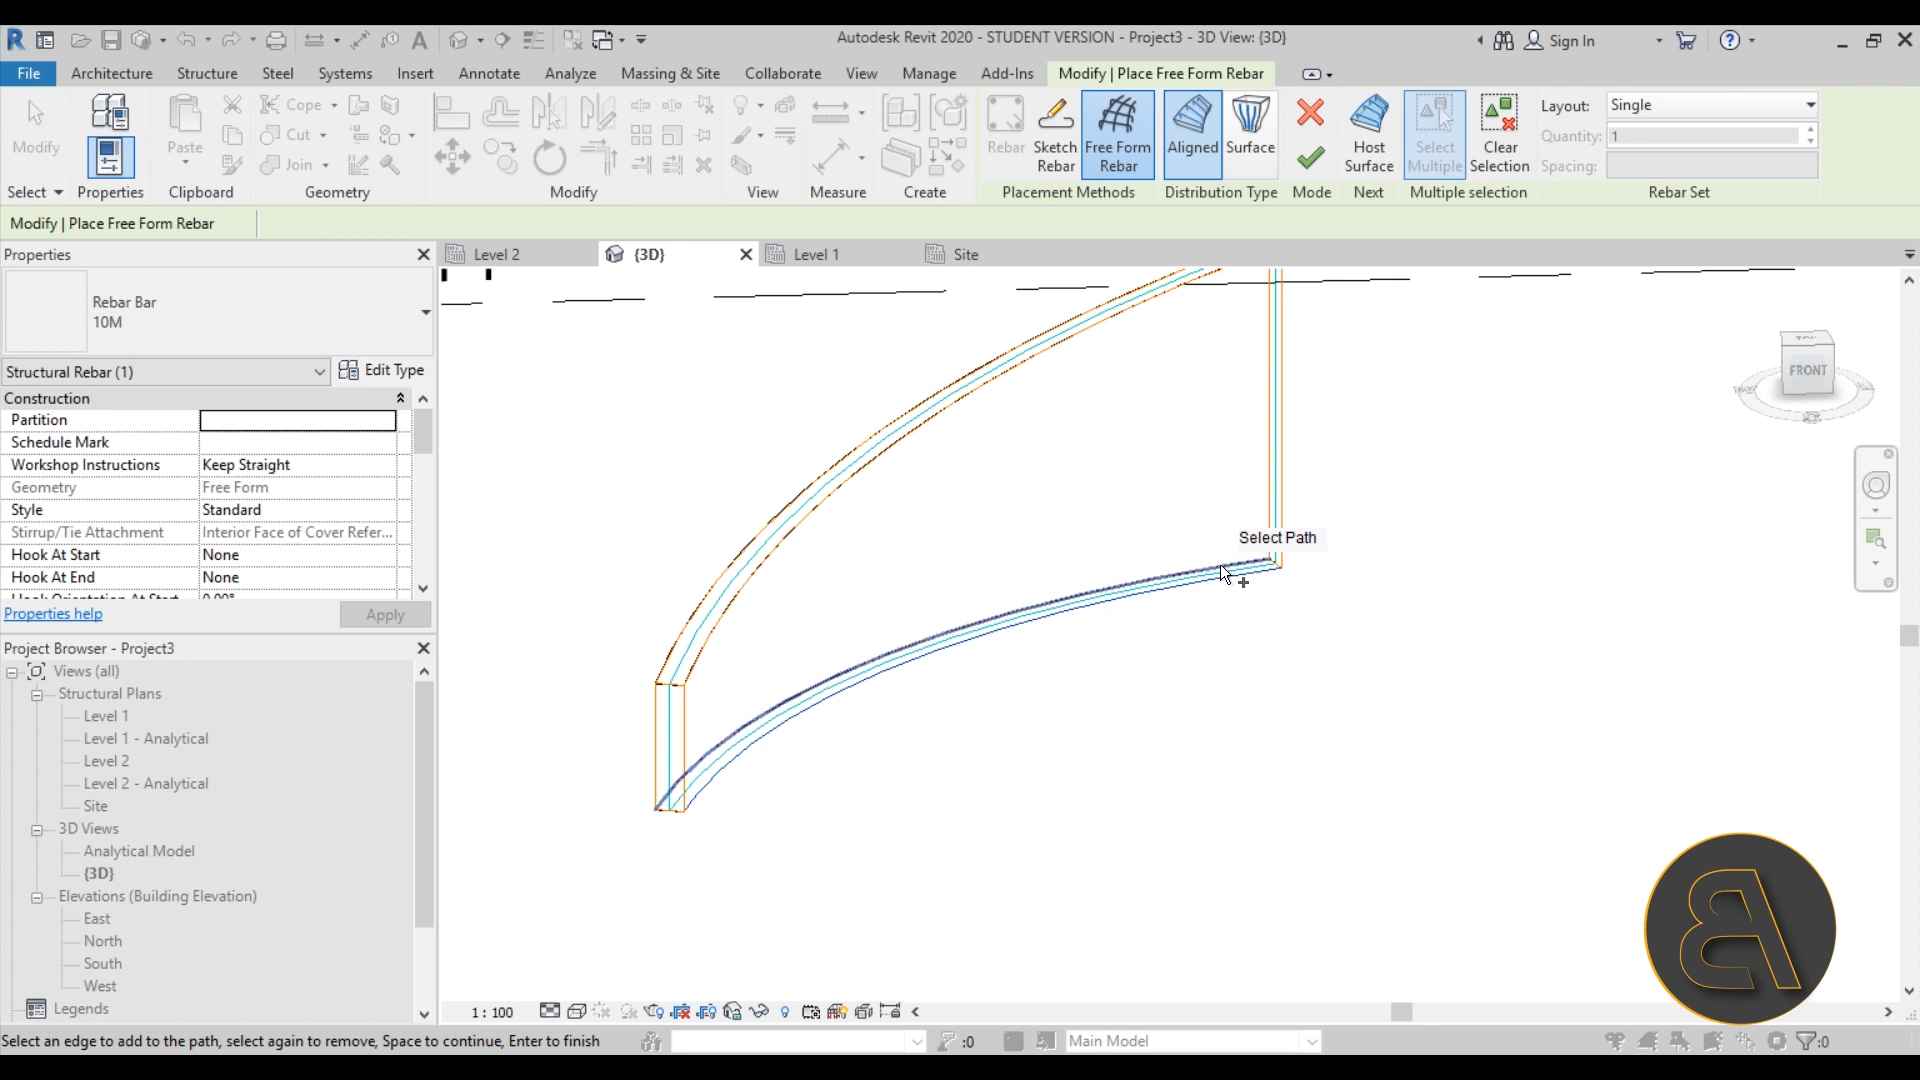 Autodesk Revit 2020 - STUDENT VERSION - Project3 - 3D View: {3D}
Sign In
File Architecture Structure Steel Systems Insert Annotate Analyze Massing & Site Collaborate View Manage Add-Ins Modify | Place Free Form Rebar
Modify
Paste
Cope
Cut
Join
Rebar
Sketch Rebar
Free Form Rebar
Aligned
Surface
Host Surface
Select Multiple
Clear Selection
Layout: Single
Quantity: 1
Spacing:
Select Properties Clipboard Geometry Modify View Measure Create Placement Methods Distribution Type Mode Next Multiple selection Rebar Set
Modify | Place Free Form Rebar
Properties
Level 2 {3D} Level 1 Site
Rebar Bar
10M
Structural Rebar (1) Edit Type
Construction
Partition
Schedule Mark
Workshop Instructions Keep Straight
Geometry Free Form
Style Standard
Stirrup/Tie Attachment Interior Face of Cover Refer...
Hook At Start None
Hook At End None
Properties help Apply
Project Browser - Project3
Views (all)
Structural Plans
Level 1
Level 1 - Analytical
Level 2
Level 2 - Analytical
Site
3D Views
Analytical Model
{3D}
Elevations (Building Elevation)
East
North
South
West
Legends
Select Path
FRONT
1 : 100
Select an edge to add to the path, select again to remove, Space to continue, Enter to finish
:0
Main Model
:0